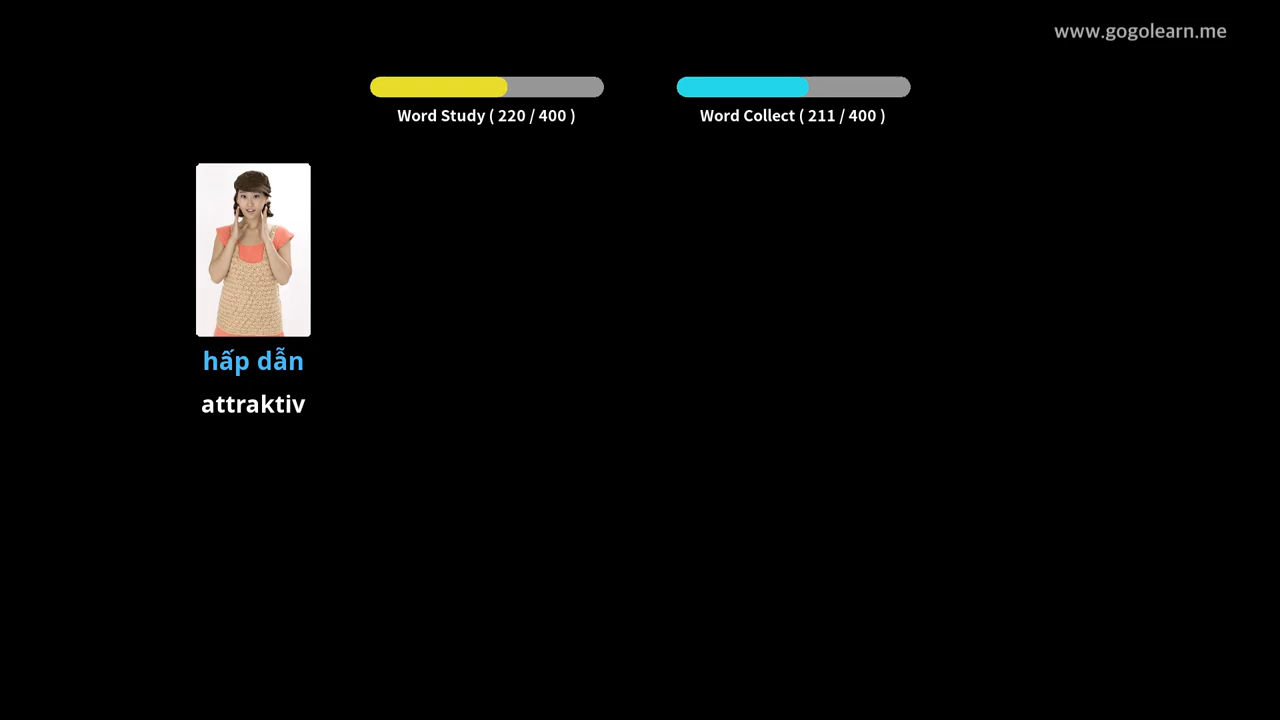 www.gogolearn.me
Word Study ( 220 / 400 )
Word Collect ( 211 / 400 )
hấp dẫn
attraktiv